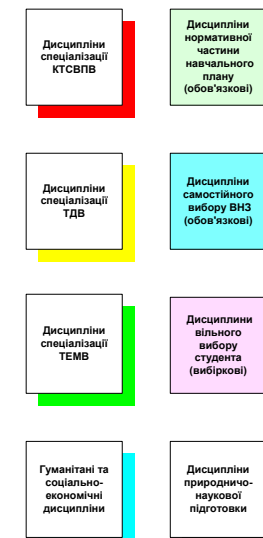 Дисципліни
спеціалізації
КТСВПВ
Дисципліни
нормативної
частини
навчального
плану
(обов'язкові)
Дисципліни
спеціалізації
ТДВ
Дисципліни
самостійного
вибору ВНЗ
(обов'язкові)
Дисципліни
спеціалізації
ТЕМВ
Дисциплини
вільного
вибору
студента
(вибіркові)
Гуманітані та
соціально-
економічні
дисципліни
Дисципліни
природничо-
наукової
підготовки